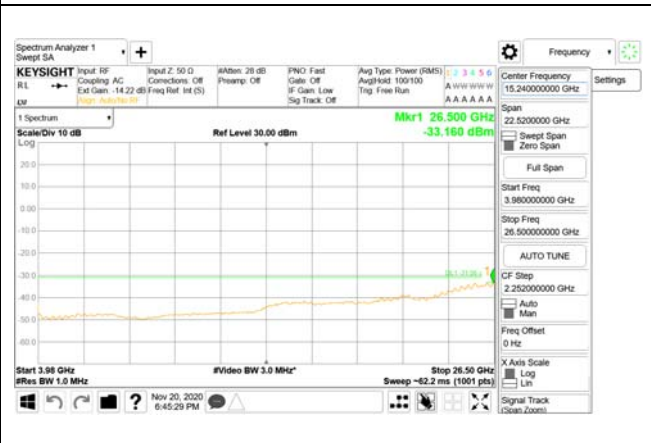 Spectrum Analyzer 1
Swept SA
Frequency
Settings
KEYSIGHT
RL
Input: RF
Coupling: AC
Ext Gain: -14.22 dB
Align: Auto/No RF
Input Z: 50 Ω
Corrections: Off
Freq Ref: Int (S)
#Atten: 28 dB
Preamp: Off
PNO: Fast
Gate: Off
IF Gain: Low
Sig Track: Off
Avg Type: Power (RMS)
Avg|Hold: 100/100
Trig: Free Run
1 2 3 4 5 6
A W W W W W
A A A A A A
1 Spectrum
Scale/Div 10 dB
Log
Ref Level 30.00 dBm
Mkr1 26.500 GHz
-33.160 dBm
20.0
10.0
0.00
-10.0
-20.0
-30.0
-40.0
-50.0
-60.0
1
Start 3.98 GHz
#Res BW 1.0 MHz
#Video BW 3.0 MHz*
Stop 26.50 GHz
Sweep ~62.2 ms (1001 pts)
Center Frequency
15.240000000 GHz
Span
22.5200000 GHz
Swept Span
Zero Span
Full Span
Start Freq
3.980000000 GHz
Stop Freq
26.500000000 GHz
AUTO TUNE
CF Step
2.252000000 GHz
Auto
Man
Freq Offset
0 Hz
X Axis Scale
Log
Lin
Signal Track
(Span Zoom)
Nov 20, 2020
6:45:29 PM